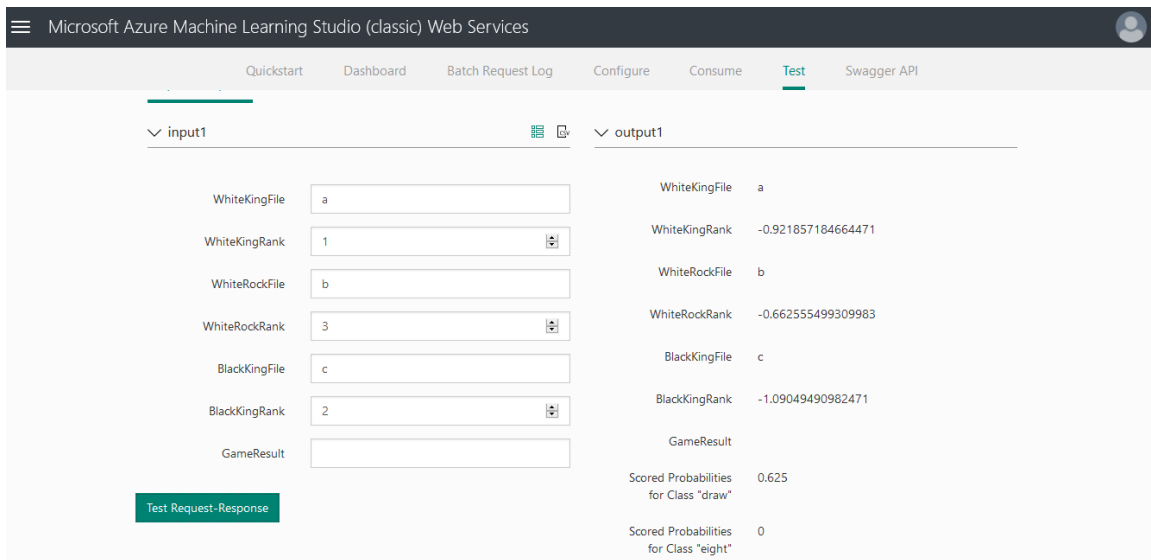 Microsoft Azure Machine Learning Studio (classic) Web Services
Quickstart Dashboard Batch Request Log Configure Consume Test Swagger API
input1
CSV
WhiteKingFile a
WhiteKingRank 1
WhiteRockFile b
WhiteRockRank 3
BlackKingFile c
BlackKingRank 2
GameResult
Test Request-Response
output1
WhiteKingFile a
WhiteKingRank -0.921857184664471
WhiteRockFile b
WhiteRockRank -0.662555499309983
BlackKingFile c
BlackKingRank -1.09049490982471
GameResult
Scored Probabilities 0.625
for Class "draw"
Scored Probabilities 0
for Class "eight"